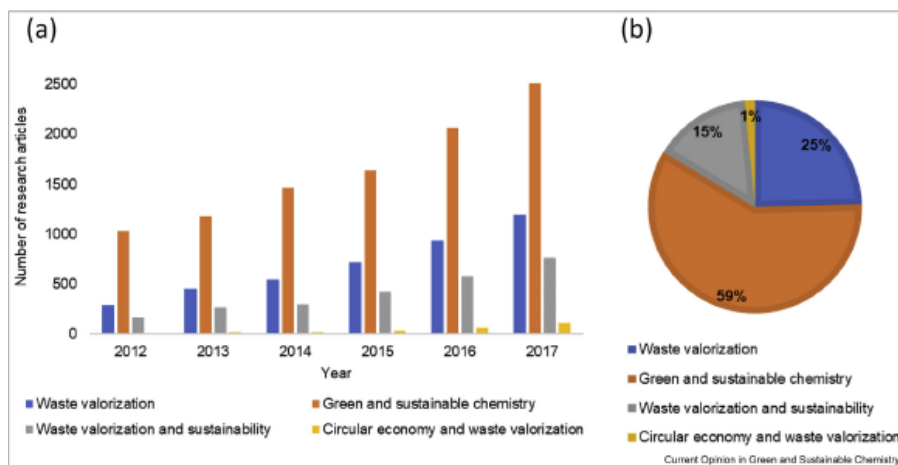 (a)
(b)
Number of research articles
2500
2000
1500
1000
500
0
2012 2013 2014 2015 2016 2017
Year
Waste valorization
Green and sustainable chemistry
Waste valorization and sustainability
Circular economy and waste valorization
1%
15%
25%
59%
Waste valorization
Green and sustainable chemistry
Waste valorization and sustainability
Circular economy and waste valorization
Current Opinion in Green and Sustainable Chemistry